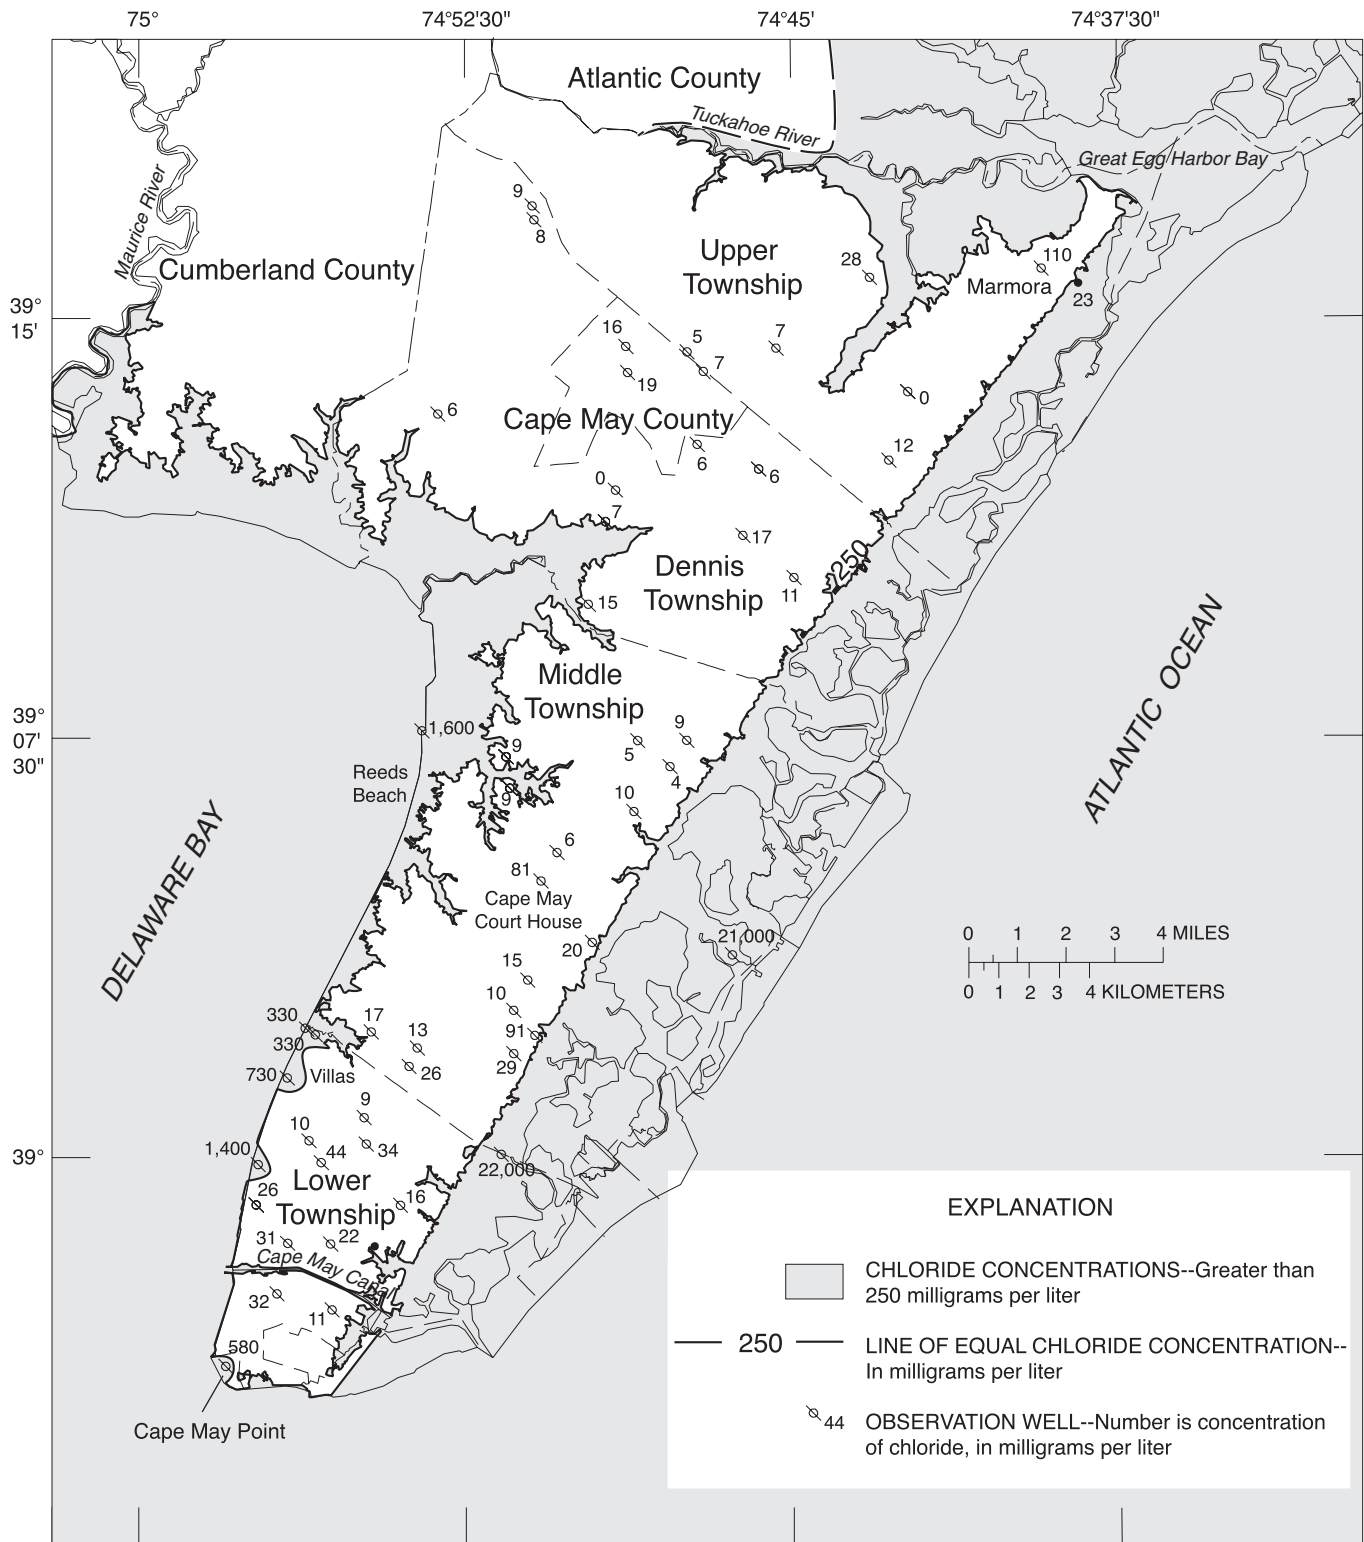 75°
74°52'30"
74°45'
74°37'30"
Atlantic County
Tuckahoe River
Great Egg Harbor Bay
Maurice River
9
8
Cumberland County
Upper
Township
28
110
Marmora
23
39°
15'
16
19
5
7
7
0
6
Cape May County
6
6
12
0
7
17
250
Dennis
Township
11
15
Middle
Township
ATLANTIC OCEAN
39°
07'
30"
1,600
9
5
9
4
Reeds
Beach
9
10
DELAWARE BAY
6
81
Cape May
Court House
20
21,000
0 1 2 3 4 MILES
0 1 2 3 4 KILOMETERS
15
10
330
330
17
13
91
29
26
730
Villas
9
10
44
34
39°
1,400
22,000
Lower
Township
26
16
31
22
Cape May Canal
32
11
580
Cape May Point
EXPLANATION
CHLORIDE CONCENTRATIONS--Greater than
250 milligrams per liter
250
LINE OF EQUAL CHLORIDE CONCENTRATION--
In milligrams per liter
44
OBSERVATION WELL--Number is concentration
of chloride, in milligrams per liter